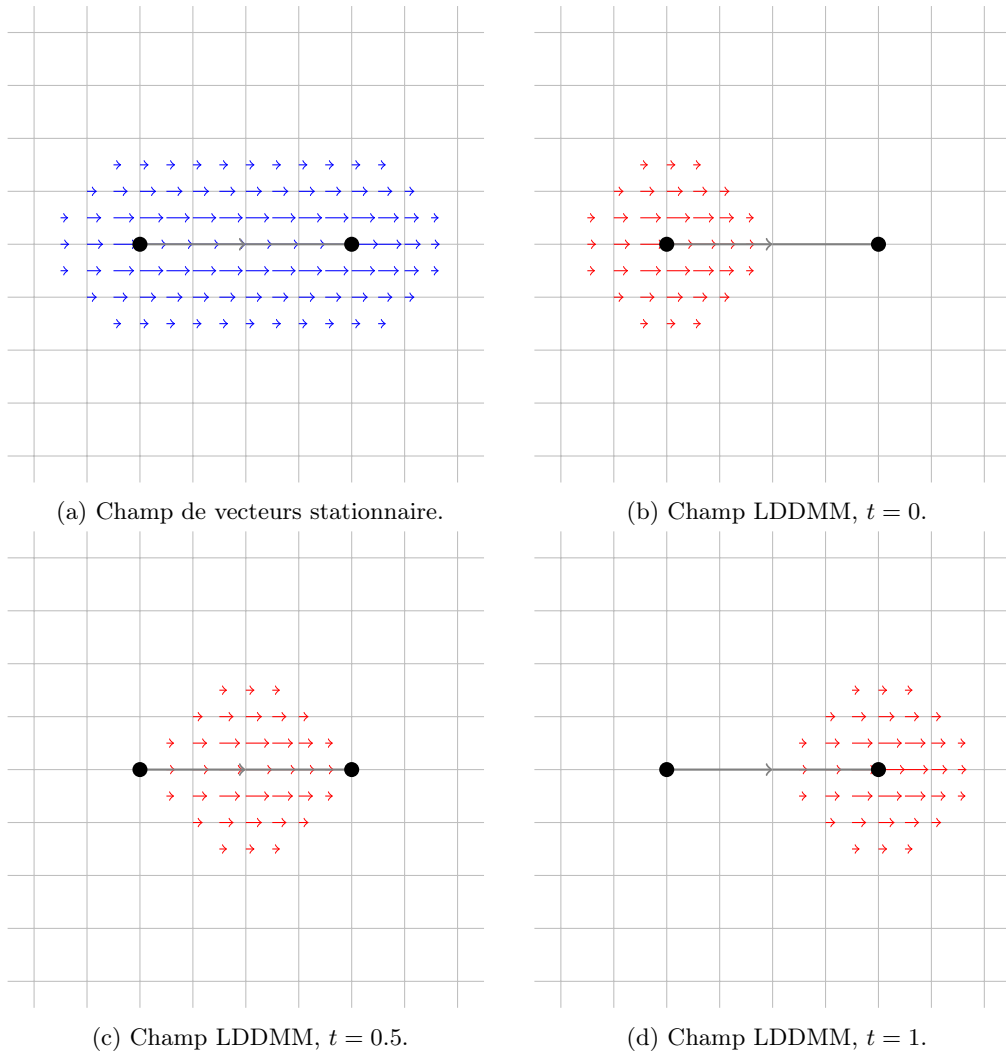 (a) Champ de vecteurs stationnaire.
(b) Champ LDDMM, t = 0.
(c) Champ LDDMM, t = 0.5.
(d) Champ LDDMM, t = 1.